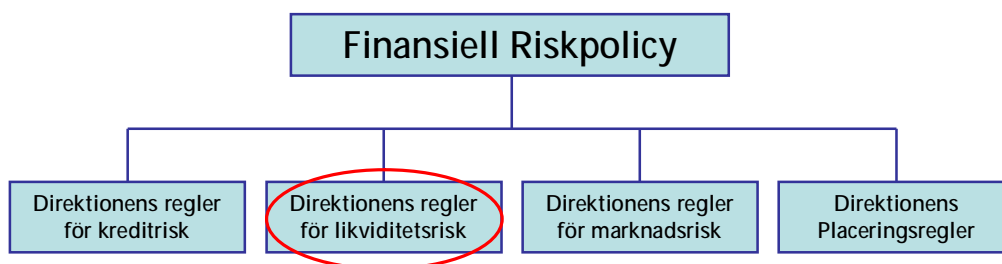 Finansiell Riskpolicy
Direktionens regler
för kreditrisk
Direktionens regler
för likviditetsrisk
Direktionens regler
för marknadsrisk
Direktionens
Placeringsregler